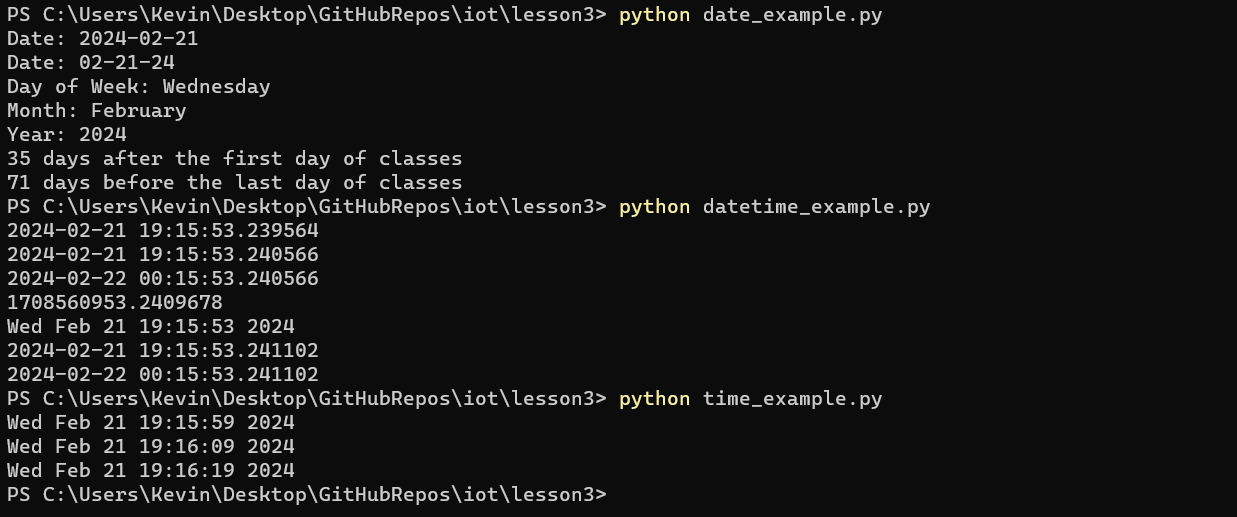 PS C:\Users\Kevin\Desktop\GitHubRepos\iot\lesson3> python date_example.py
Date: 2024-02-21
Date: 02-21-24
Day of Week: Wednesday
Month: February
Year: 2024
35 days after the first day of classes
71 days before the last day of classes
PS C:\Users\Kevin\Desktop\GitHubRepos\iot\lesson3> python datetime_example.py
2024-02-21 19:15:53.239564
2024-02-21 19:15:53.240566
2024-02-22 00:15:53.240566
1708560953.2409678
Wed Feb 21 19:15:53 2024
2024-02-21 19:15:53.241102
2024-02-22 00:15:53.241102
PS C:\Users\Kevin\Desktop\GitHubRepos\iot\lesson3> python time_example.py
Wed Feb 21 19:15:59 2024
Wed Feb 21 19:16:09 2024
Wed Feb 21 19:16:19 2024
PS C:\Users\Kevin\Desktop\GitHubRepos\iot\lesson3>